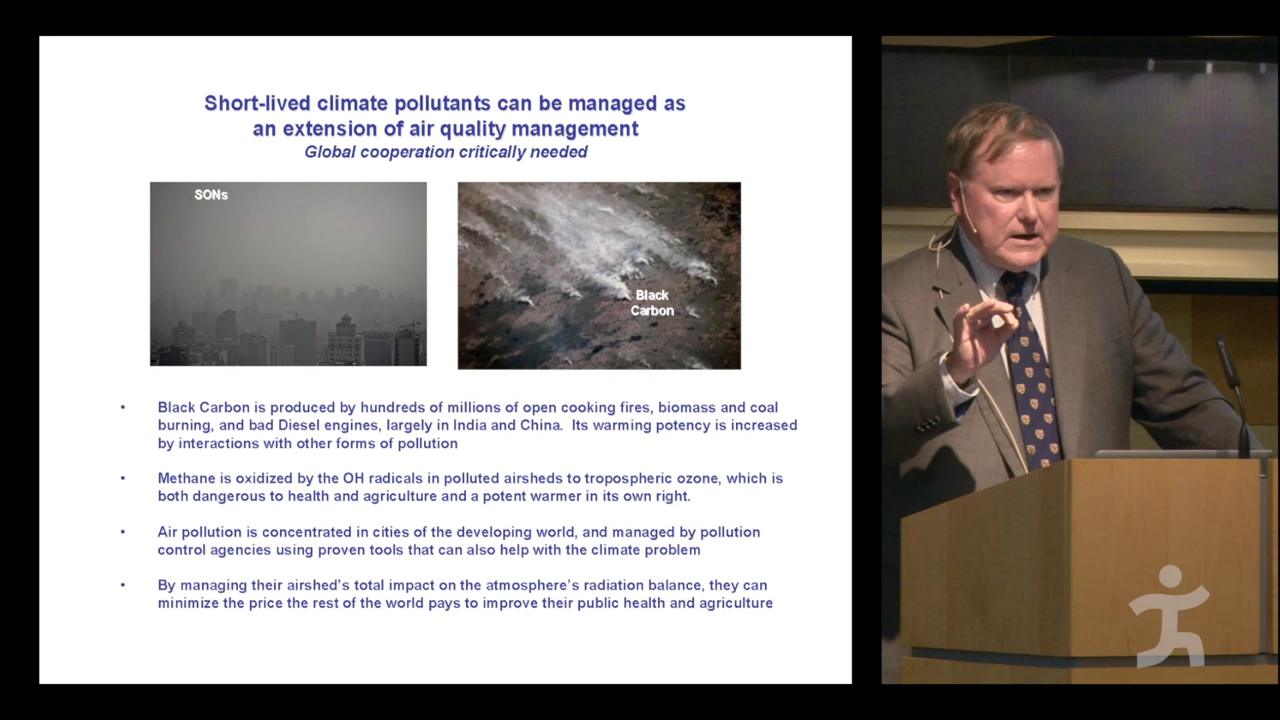 Short-lived climate pollutants can be managed as
an extension of air quality management
Global cooperation critically needed
SONs
Black
Carbon
• Black Carbon is produced by hundreds of millions of open cooking fires, biomass and coal
burning, and bad Diesel engines, largely in India and China.  Its warming potency is increased
by interactions with other forms of pollution
• Methane is oxidized by the OH radicals in polluted airsheds to tropospheric ozone, which is
both dangerous to health and agriculture and a potent warmer in its own right.
• Air pollution is concentrated in cities of the developing world, and managed by pollution
control agencies using proven tools that can also help with the climate problem
• By managing their airshed's total impact on the atmosphere's radiation balance, they can
minimize the price the rest of the world pays to improve their public health and agriculture